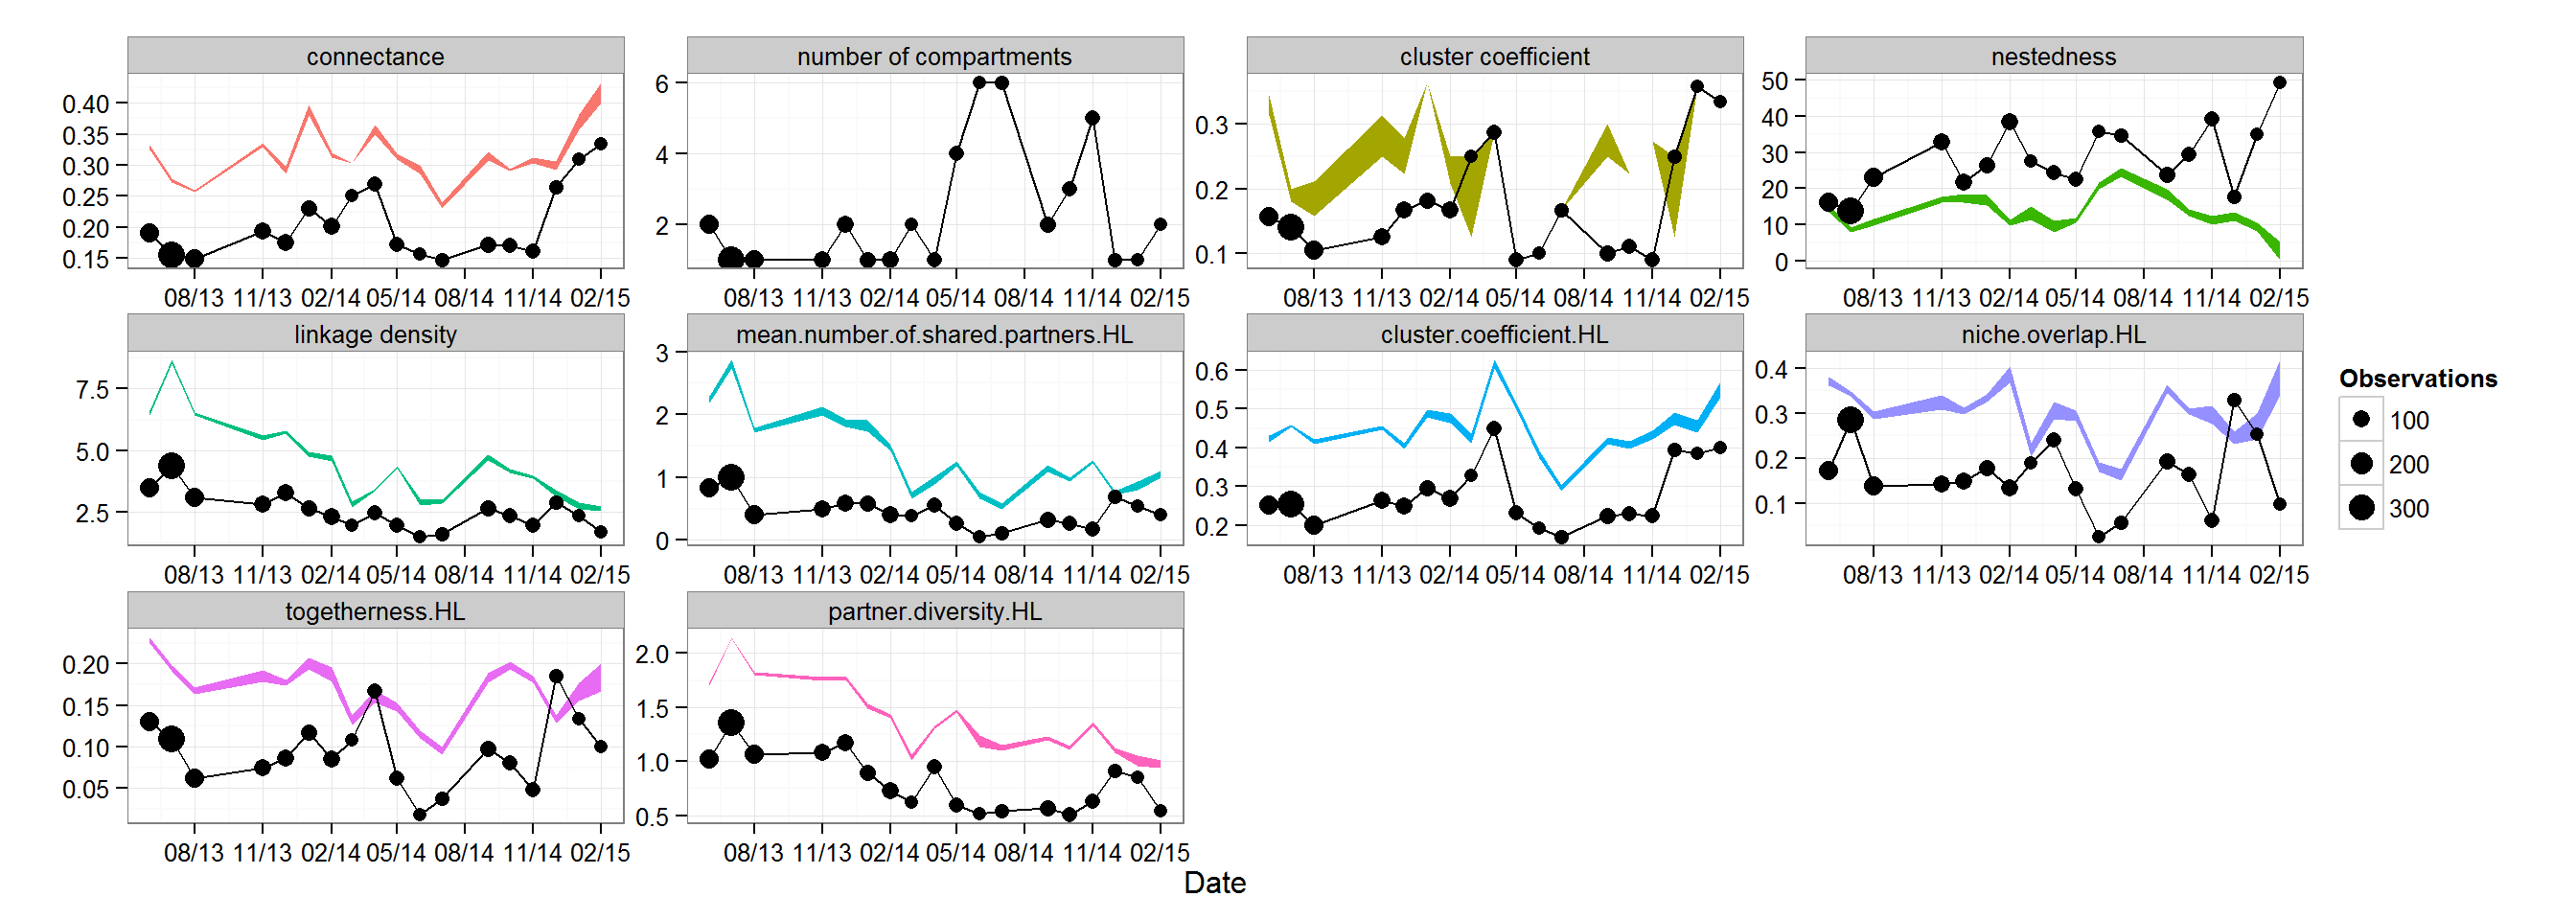 connectance
number of compartments
cluster coefficient
nestedness
0.40
0.35
0.30
0.25
0.20
0.15
6
4
2
0.3
0.2
0.1
50
40
30
20
10
0
08/13 11/13 02/14 05/14 08/14 11/14 02/15
08/13 11/13 02/14 05/14 08/14 11/14 02/15
08/13 11/13 02/14 05/14 08/14 11/14 02/15
08/13 11/13 02/14 05/14 08/14 11/14 02/15
linkage density
mean.number.of.shared.partners.HL
cluster.coefficient.HL
niche.overlap.HL
7.5
5.0
2.5
3
2
1
0
0.6
0.5
0.4
0.3
0.2
0.4
0.3
0.2
0.1
08/13 11/13 02/14 05/14 08/14 11/14 02/15
08/13 11/13 02/14 05/14 08/14 11/14 02/15
08/13 11/13 02/14 05/14 08/14 11/14 02/15
08/13 11/13 02/14 05/14 08/14 11/14 02/15
Observations
100
200
300
togetherness.HL
partner.diversity.HL
0.20
0.15
0.10
0.05
2.0
1.5
1.0
0.5
08/13 11/13 02/14 05/14 08/14 11/14 02/15
08/13 11/13 02/14 05/14 08/14 11/14 02/15
Date